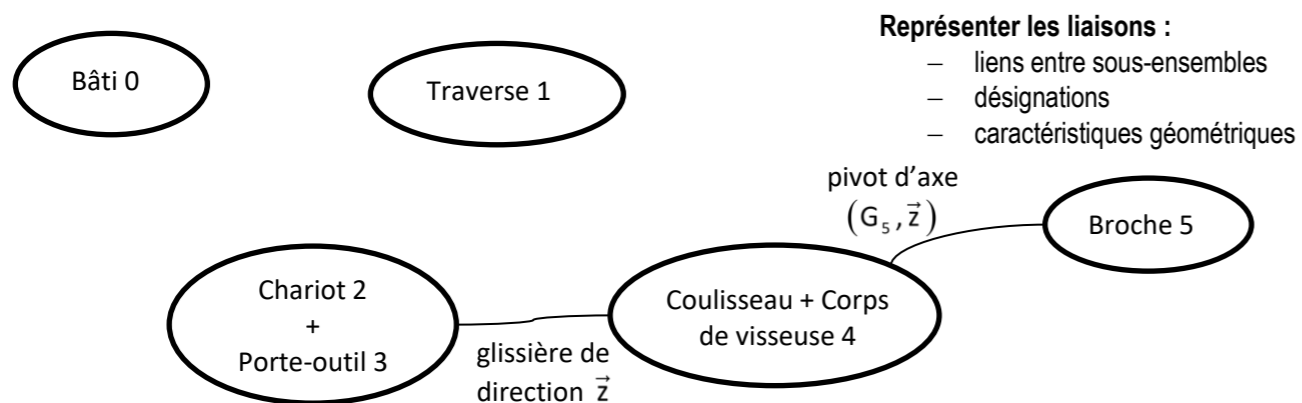 Représenter les liaisons :
– liens entre sous-ensembles
– désignations
– caractéristiques géométriques
Bâti 0
Traverse 1
pivot d’axe
(G₅, z⃗)
Broche 5
Chariot 2
+
Porte-outil 3
glissière de
direction z⃗
Coulisseau + Corps
de visseuse 4